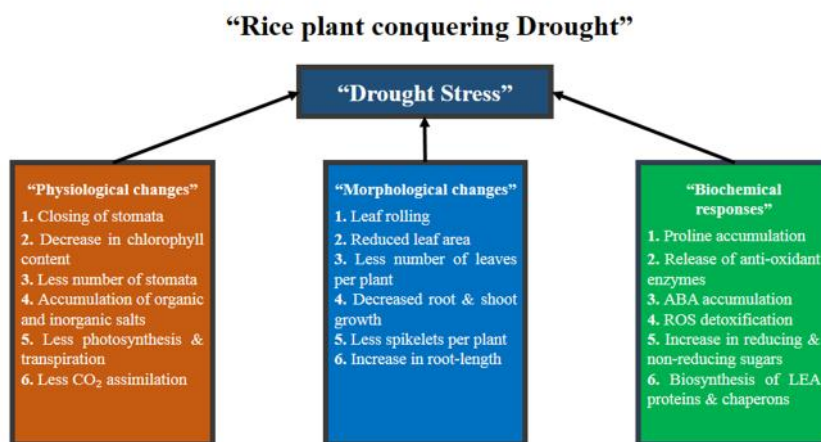 “Rice plant conquering Drought”
“Drought Stress”
“Physiological changes”
1. Closing of stomata
2. Decrease in chlorophyll
content
3. Less number of stomata
4. Accumulation of organic
and inorganic salts
5. Less photosynthesis &
transpiration
6. Less CO₂ assimilation
“Morphological changes”
1. Leaf rolling
2. Reduced leaf area
3. Less number of leaves
per plant
4. Decreased root & shoot
growth
5. Less spikelets per plant
6. Increase in root-length
“Biochemical
responses”
1. Proline accumulation
2. Release of anti-oxidant
enzymes
3. ABA accumulation
4. ROS detoxification
5. Increase in reducing &
non-reducing sugars
6. Biosynthesis of LEA
proteins & chaperons